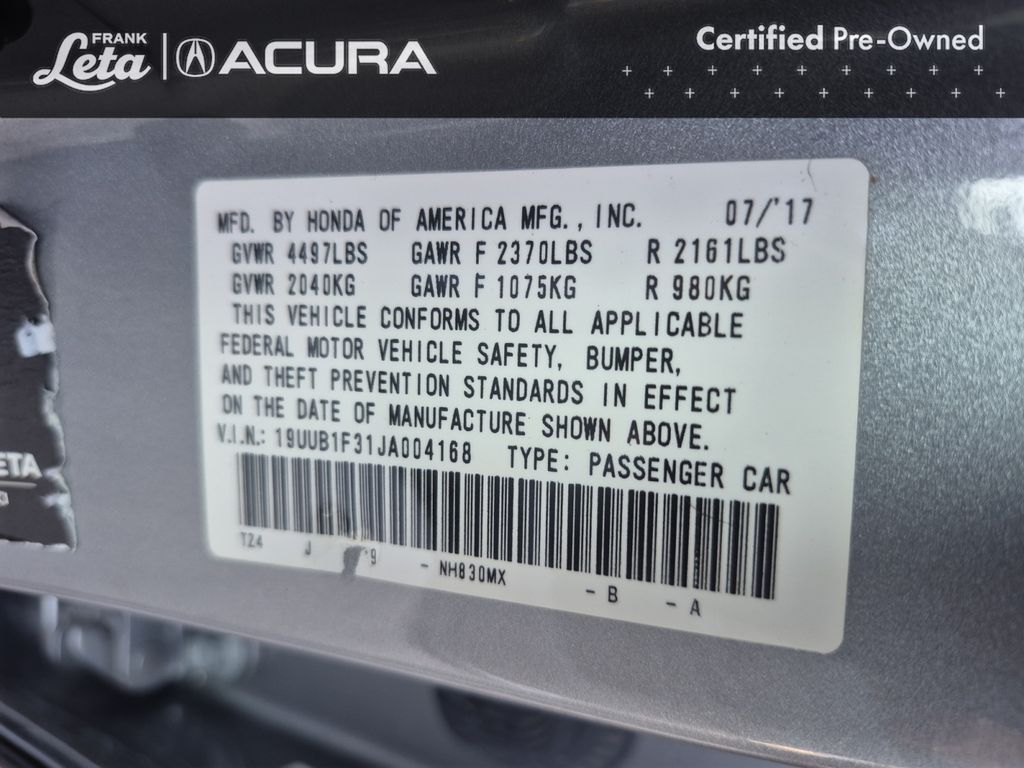 FRANK
Leta
ACURA
Certified Pre-Owned
MFD. BY HONDA OF AMERICA MFG., INC. 07/'17
GVWR 4497LBS GAWR F 2370LBS R 2161LBS
GVWR 2040KG GAWR F 1075KG R 980KG
THIS VEHICLE CONFORMS TO ALL APPLICABLE
FEDERAL MOTOR VEHICLE SAFETY, BUMPER,
AND THEFT PREVENTION STANDARDS IN EFFECT
ON THE DATE OF MANUFACTURE SHOWN ABOVE.
V.I.N.: 19UUB1F31JA004168 TYPE: PASSENGER CAR
T24 J 9 - NH830MX - B - A